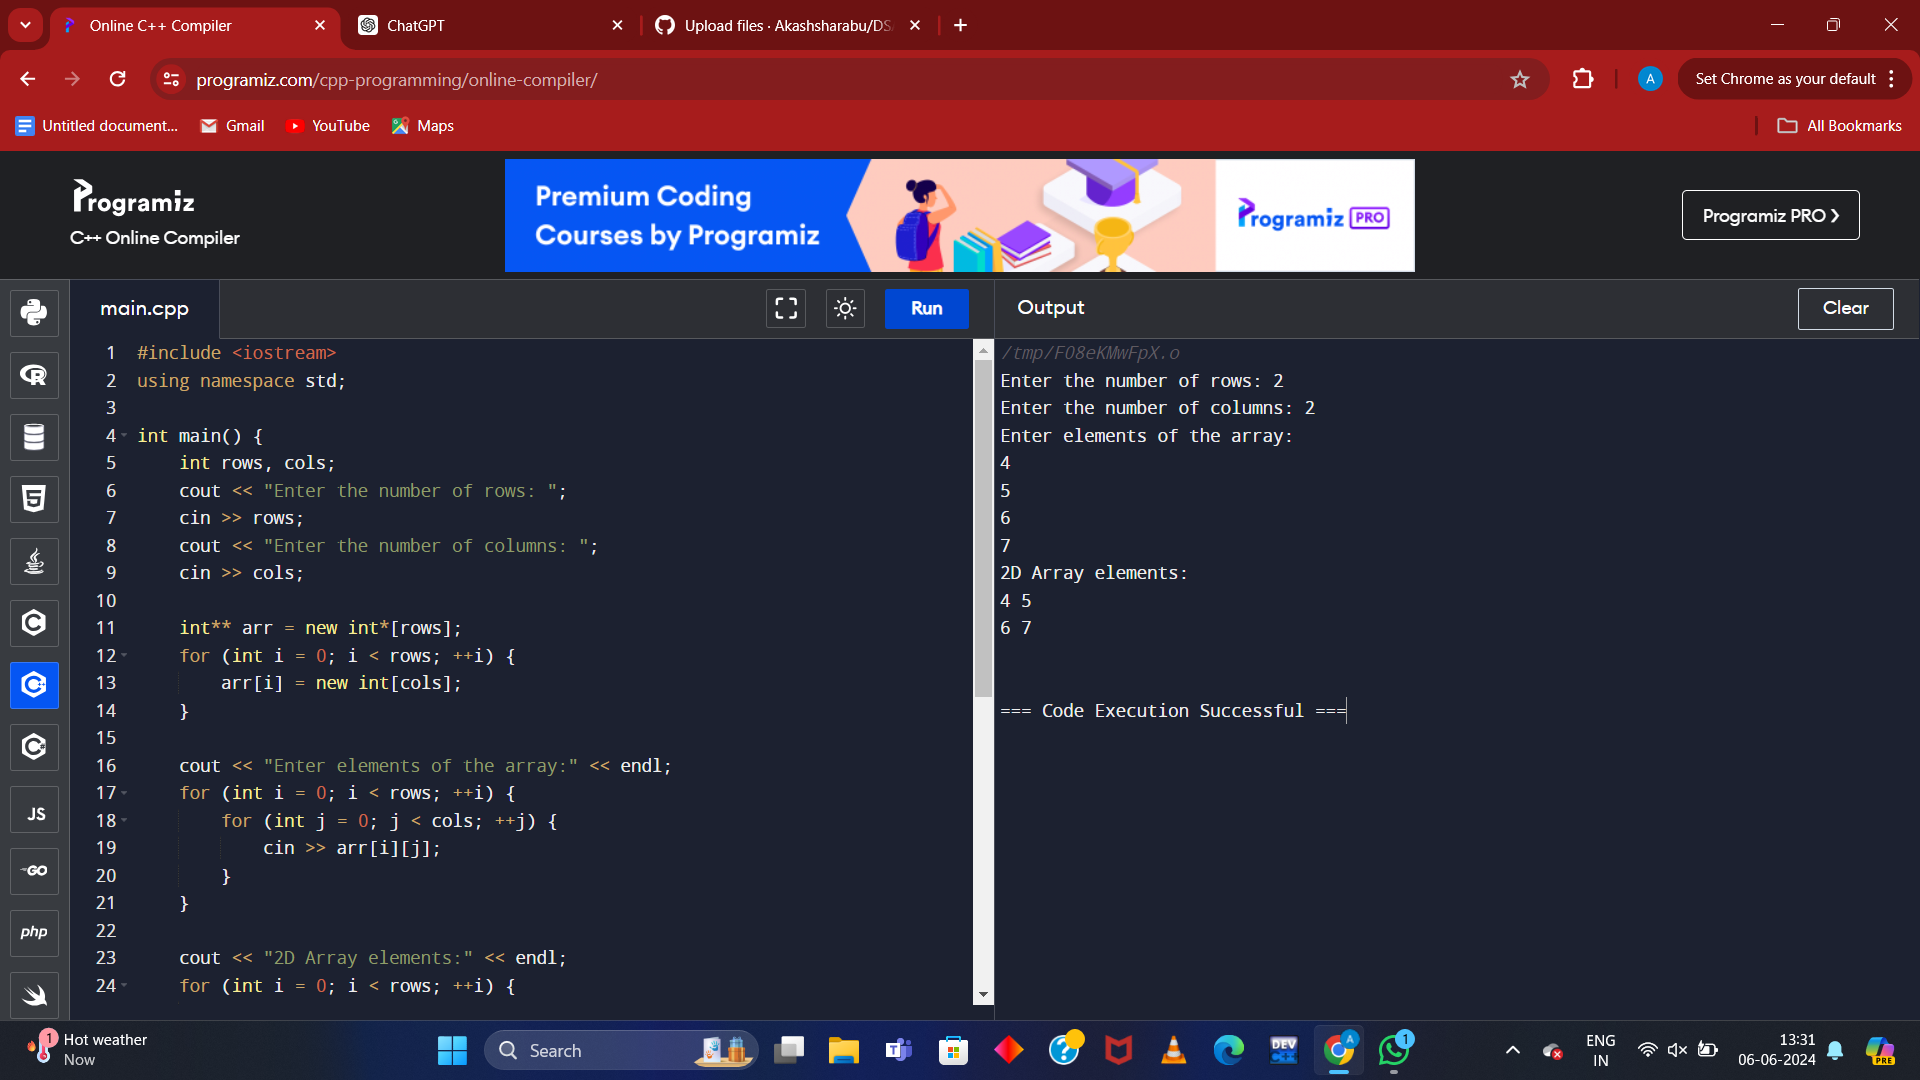 Online C++ Compiler
ChatGPT
Upload files · Akashsharabu/DS
programiz.com/cpp-programming/online-compiler/
A
Set Chrome as your default
Untitled document...
Gmail
YouTube
Maps
All Bookmarks
Programiz
C++ Online Compiler
Premium Coding
Courses by Programiz
Programiz PRO
Programiz PRO
main.cpp
Run
Output
Clear
1 #include <iostream>
2 using namespace std;
3
4 int main() {
5 int rows, cols;
6 cout << "Enter the number of rows: ";
7 cin >> rows;
8 cout << "Enter the number of columns: ";
9 cin >> cols;
10
11 int** arr = new int*[rows];
12 for (int i = 0; i < rows; ++i) {
13 arr[i] = new int[cols];
14 }
15
16 cout << "Enter elements of the array:" << endl;
17 for (int i = 0; i < rows; ++i) {
18 for (int j = 0; j < cols; ++j) {
19 cin >> arr[i][j];
20 }
21 }
22
23 cout << "2D Array elements:" << endl;
24 for (int i = 0; i < rows; ++i) {
/tmp/FO8eKMwFpX.o
Enter the number of rows: 2
Enter the number of columns: 2
Enter elements of the array:
4
5
6
7
2D Array elements:
4 5
6 7
=== Code Execution Successful ===
R
5
C
C
C
JS
GO
php
1
Hot weather
Now
Search
DEV
C++
A
1
ENG
IN
13:31
06-06-2024
PRE